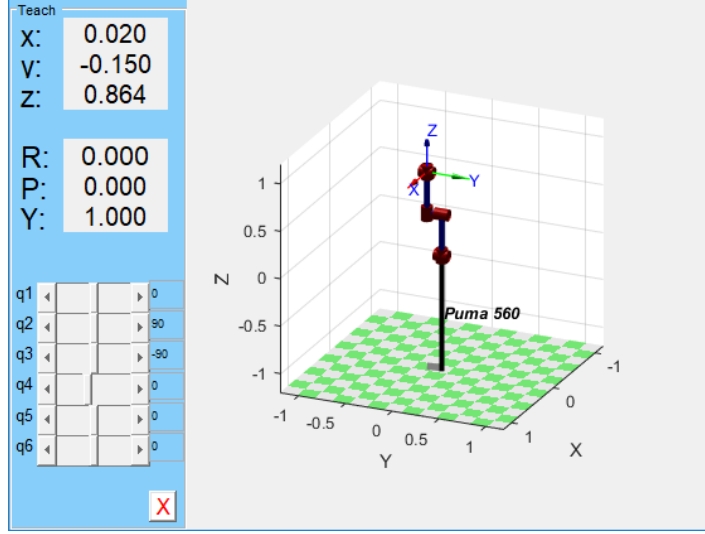 Teach
x: 0.020
y: -0.150
z: 0.864
R: 0.000
P: 0.000
Y: 1.000
q1 0
q2 90
q3 -90
q4 0
q5 0
q6 0
X
Z
Y
X
1
0.5
0
-0.5
-1
Z
Puma 560
-1
-0.5
0
0.5
1
Y
-1
0
1
X